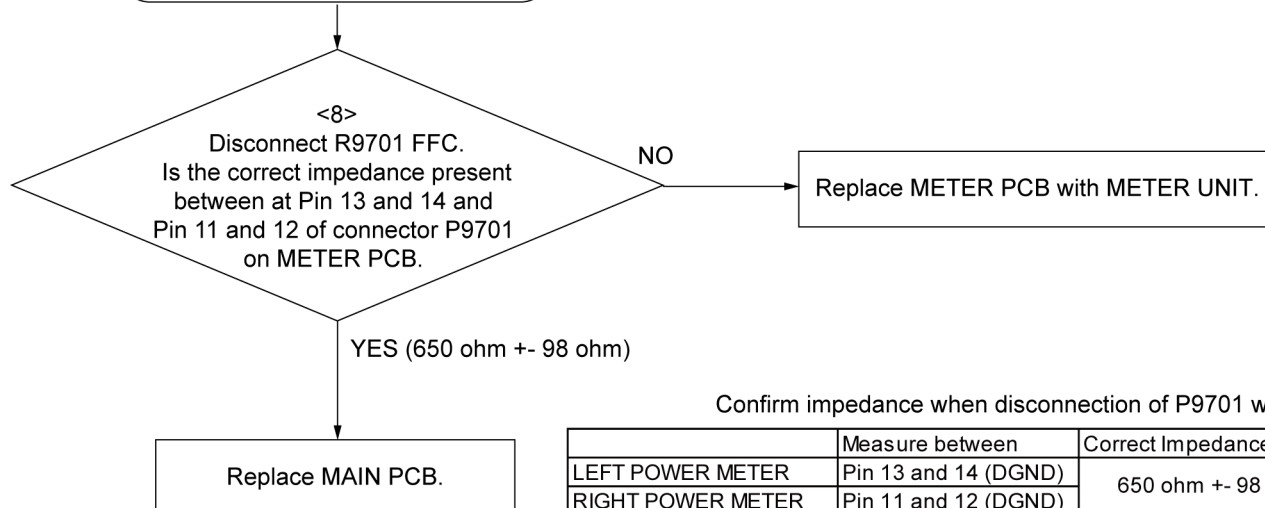 <8>
Disconnect R9701 FFC.
Is the correct impedance present
between at Pin 13 and 14 and
Pin 11 and 12 of connector P9701
on METER PCB.
NO
Replace METER PCB with METER UNIT.
YES (650 ohm +- 98 ohm)
Replace MAIN PCB.
Confirm impedance when disconnection of P9701
Measure between Correct Impedance
LEFT POWER METER Pin 13 and 14 (DGND) 650 ohm +- 98
RIGHT POWER METER Pin 11 and 12 (DGND)